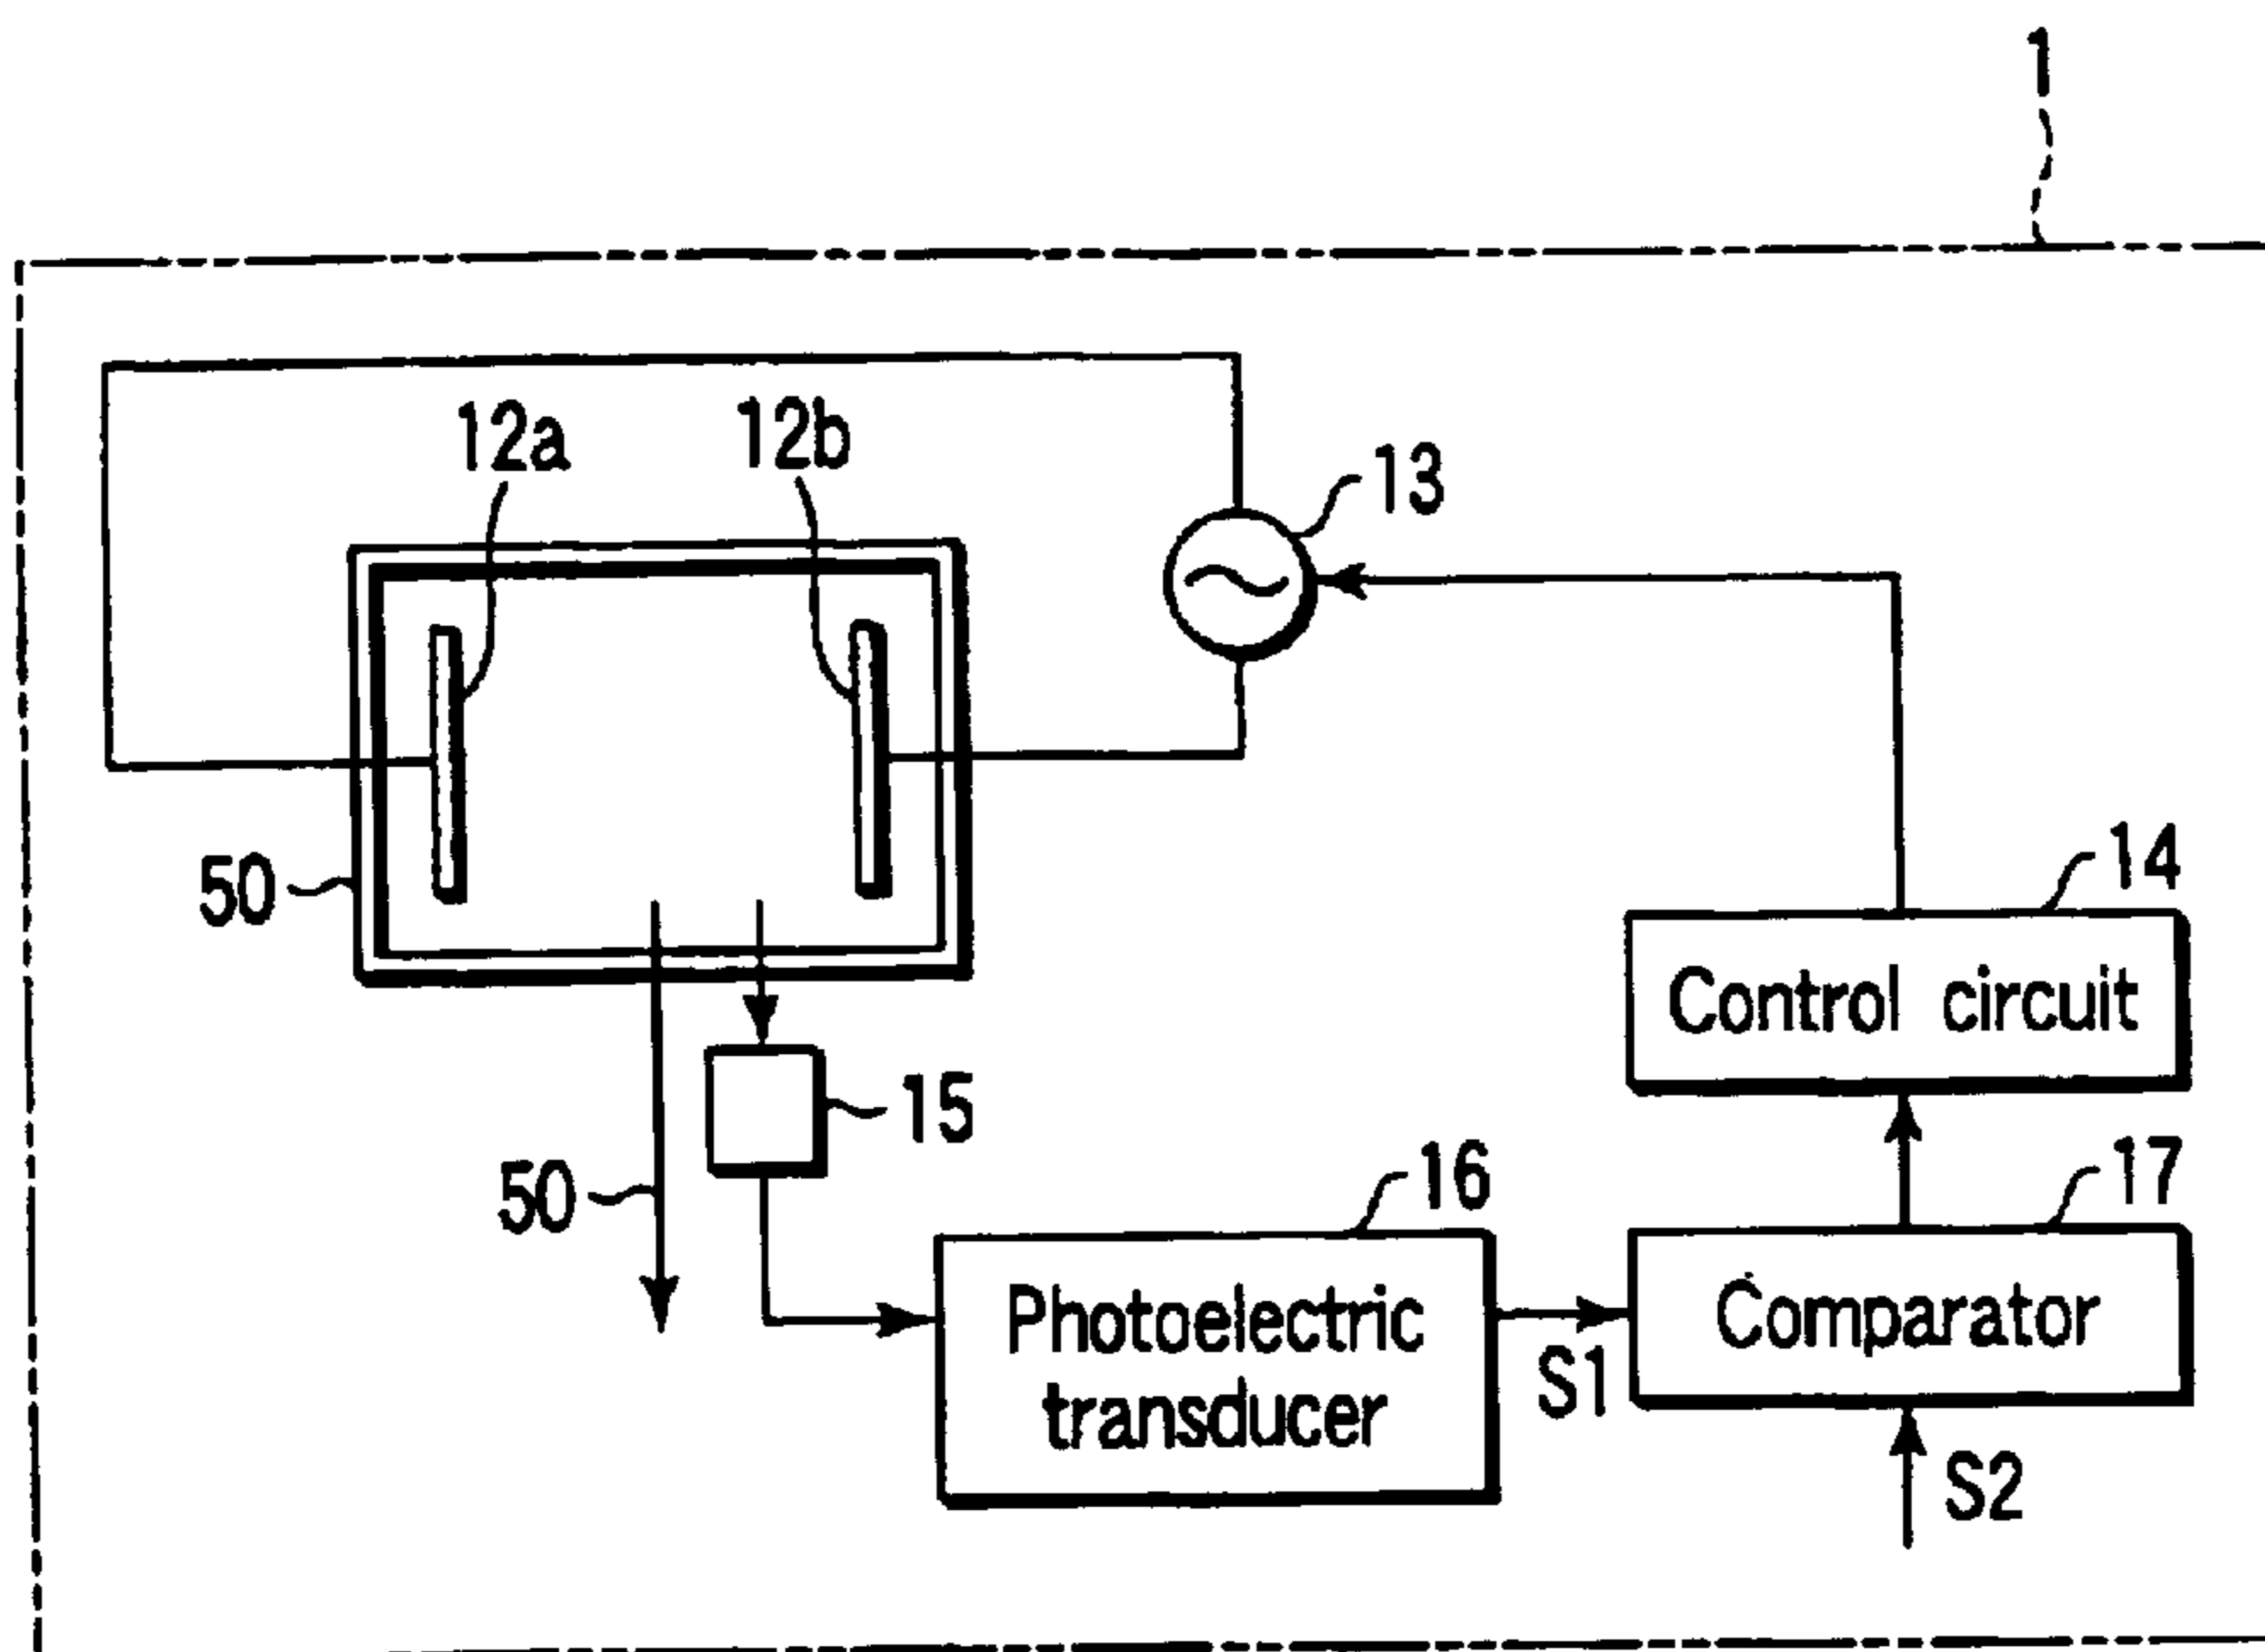 1
12a
12b
13
50
14
Control circuit
15
50
16
17
Photoelectric
transducer
S1
Comparator
S2